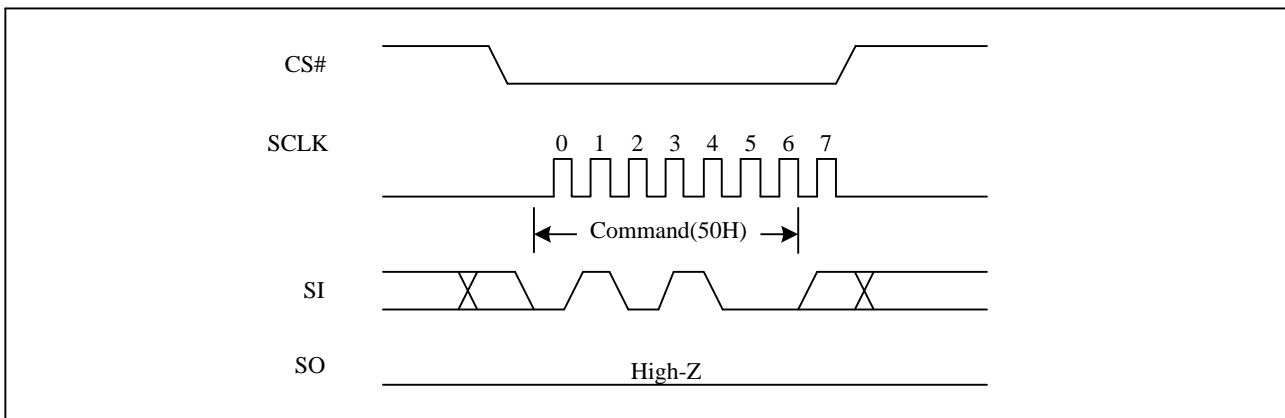 CS#
SCLK
0 1 2 3 4 5 6 7
Command(50H)
SI
SO
High-Z